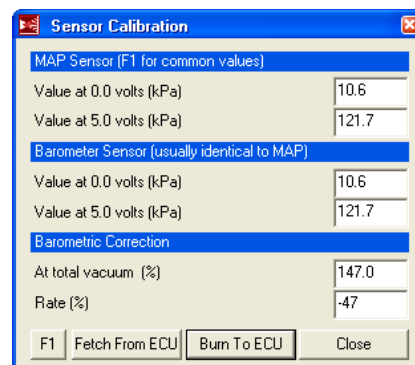 Sensor Calibration
MAP Sensor (F1 for common values)
Value at 0.0 volts (kPa) 10.6
Value at 5.0 volts (kPa) 121.7
Barometer Sensor (usually identical to MAP)
Value at 0.0 volts (kPa) 10.6
Value at 5.0 volts (kPa) 121.7
Barometric Correction
At total vacuum (%) 147.0
Rate (%) -47
F1 Fetch From ECU Burn To ECU Close